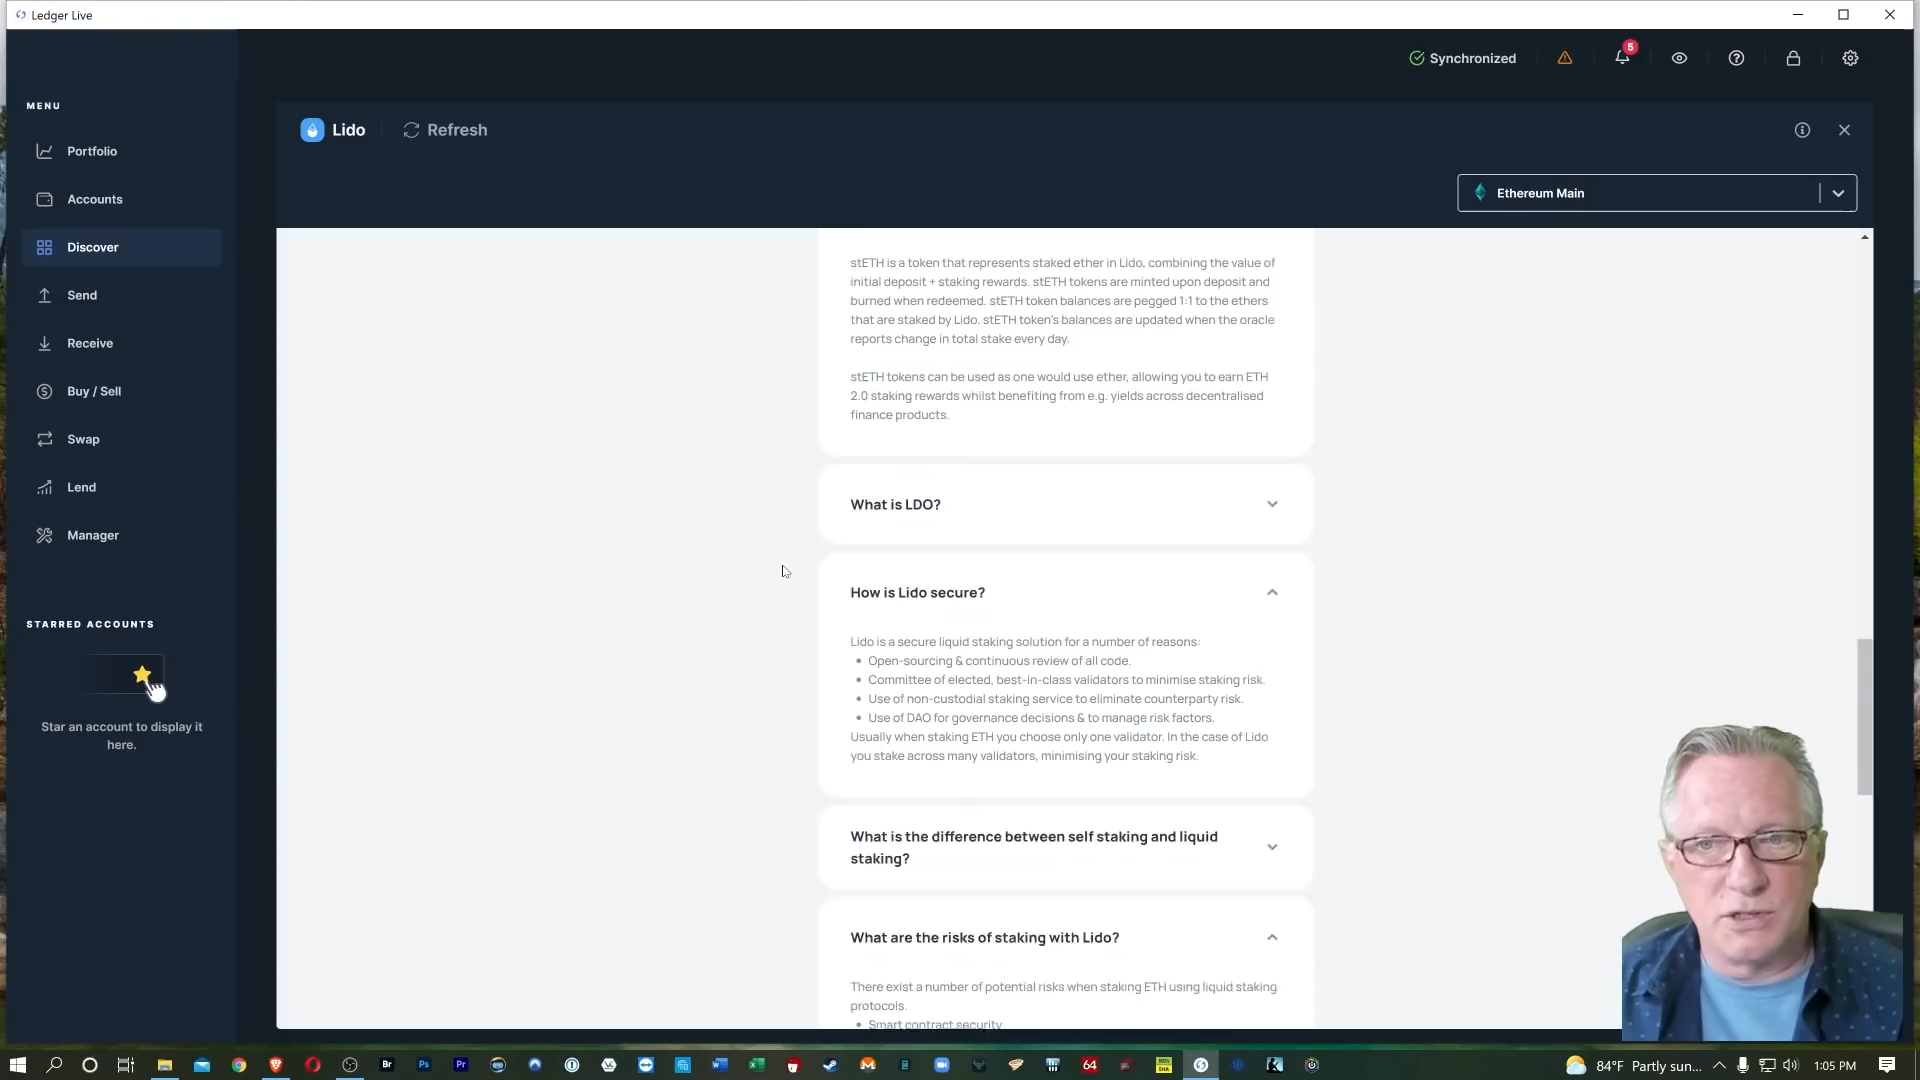 Ledger Live
Synchronized
5
MENU
Portfolio
Accounts
Discover
Send
Receive
Buy / Sell
Swap
Lend
Manager
STARRED ACCOUNTS
Star an account to display it
here.
Lido
Refresh
Ethereum Main
stETH is a token that represents staked ether in Lido, combining the value of
initial deposit + staking rewards. stETH tokens are minted upon deposit and
burned when redeemed. stETH token balances are pegged 1:1 to the ethers
that are staked by Lido. stETH token's balances are updated when the oracle
reports change in total stake every day.
stETH tokens can be used as one would use ether, allowing you to earn ETH
2.0 staking rewards whilst benefiting from e.g. yields across decentralised
finance products.
What is LDO?
How is Lido secure?
Lido is a secure liquid staking solution for a number of reasons:
• Open-sourcing & continuous review of all code.
• Committee of elected, best-in-class validators to minimise staking risk.
• Use of non-custodial staking service to eliminate counterparty risk.
• Use of DAO for governance decisions & to manage risk factors.
Usually when staking ETH you choose only one validator. In the case of Lido
you stake across many validators, minimising your staking risk.
What is the difference between self staking and liquid
staking?
What are the risks of staking with Lido?
There exist a number of potential risks when staking ETH using liquid staking
protocols.
• Smart contract security
Br
Ps
Pr
64
84°F Partly sun...
1:05 PM